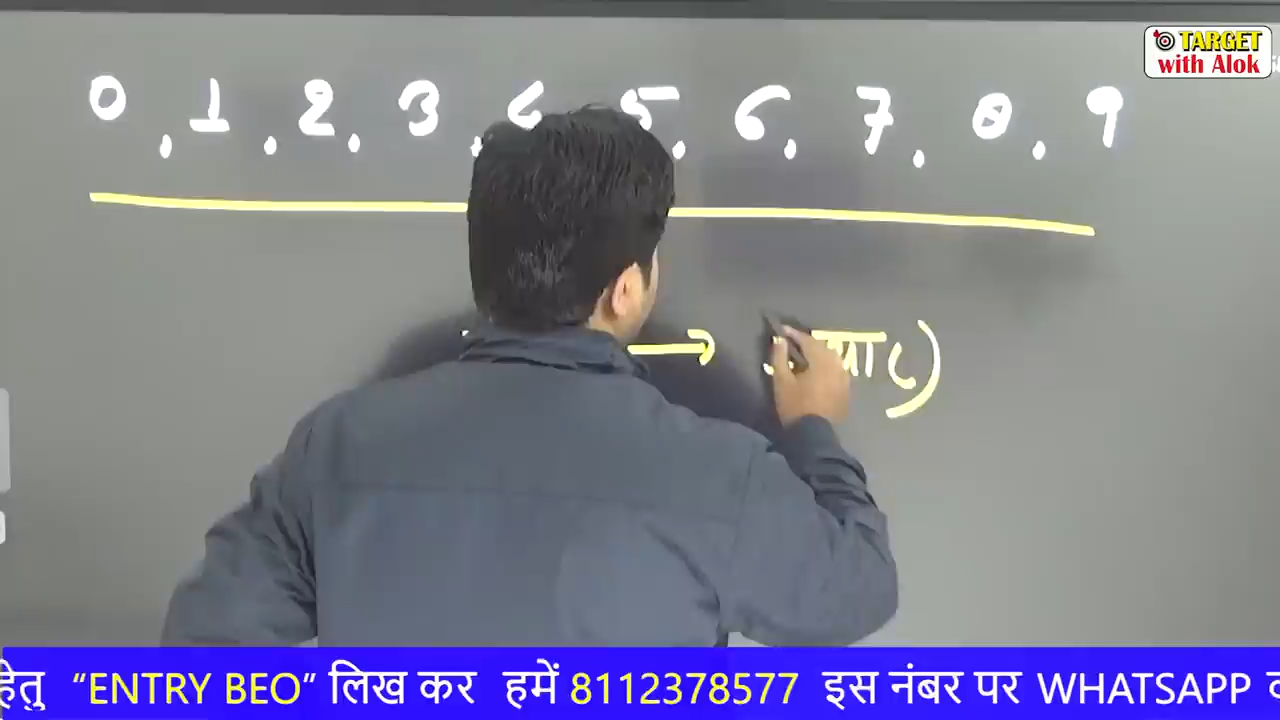 TARGET
with Alok
0, 1, 2, 3, 4, 5, 6, 7, 8, 9
हेतु “ENTRY BEO” लिख कर हमें 8112378577 इस नंबर पर WHATSAPP